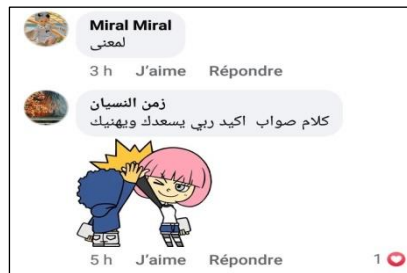 Miral Miral
لمعنى
3 h J'aime Répondre
زمن النسيان
كلام صواب اكيد ربي يسعدك ويهنيك
5 h J'aime Répondre 1